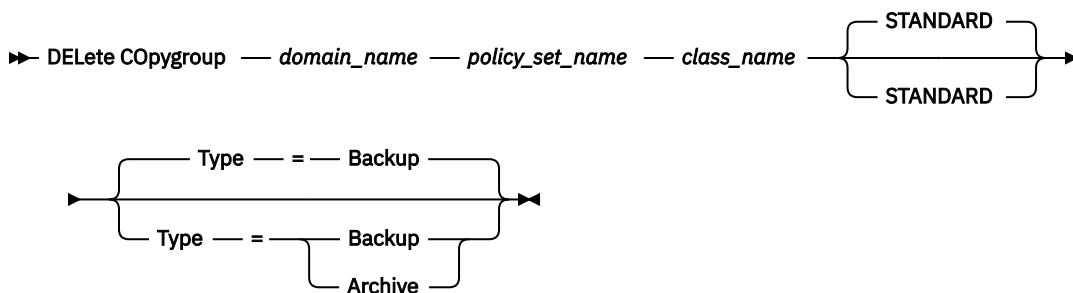 STANDARD
DELete COpygroup domain_name policy_set_name class_name
STANDARD
Type = Backup
Type = Backup
Archive